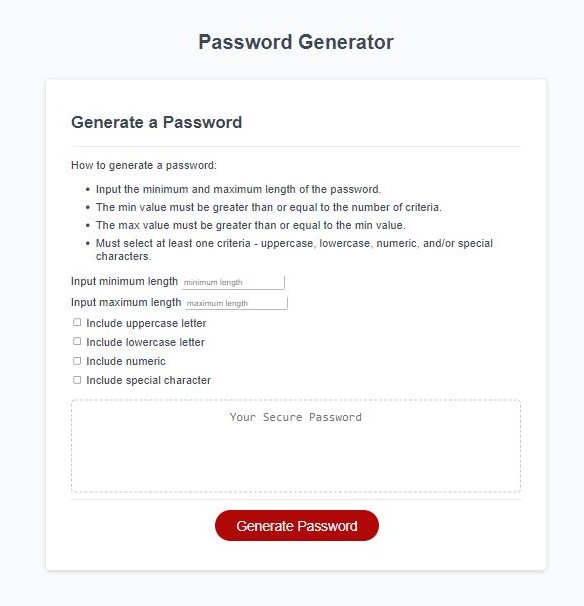 Password Generator
Generate a Password
How to generate a password:
• Input the minimum and maximum length of the password.
• The min value must be greater than or equal to the number of criteria.
• The max value must be greater than or equal to the min value.
• Must select at least one criteria - uppercase, lowercase, numeric, and/or special
characters.
Input minimum length minimum length
Input maximum length maximum length
Include uppercase letter
Include lowercase letter
Include numeric
Include special character
Your Secure Password
Generate Password